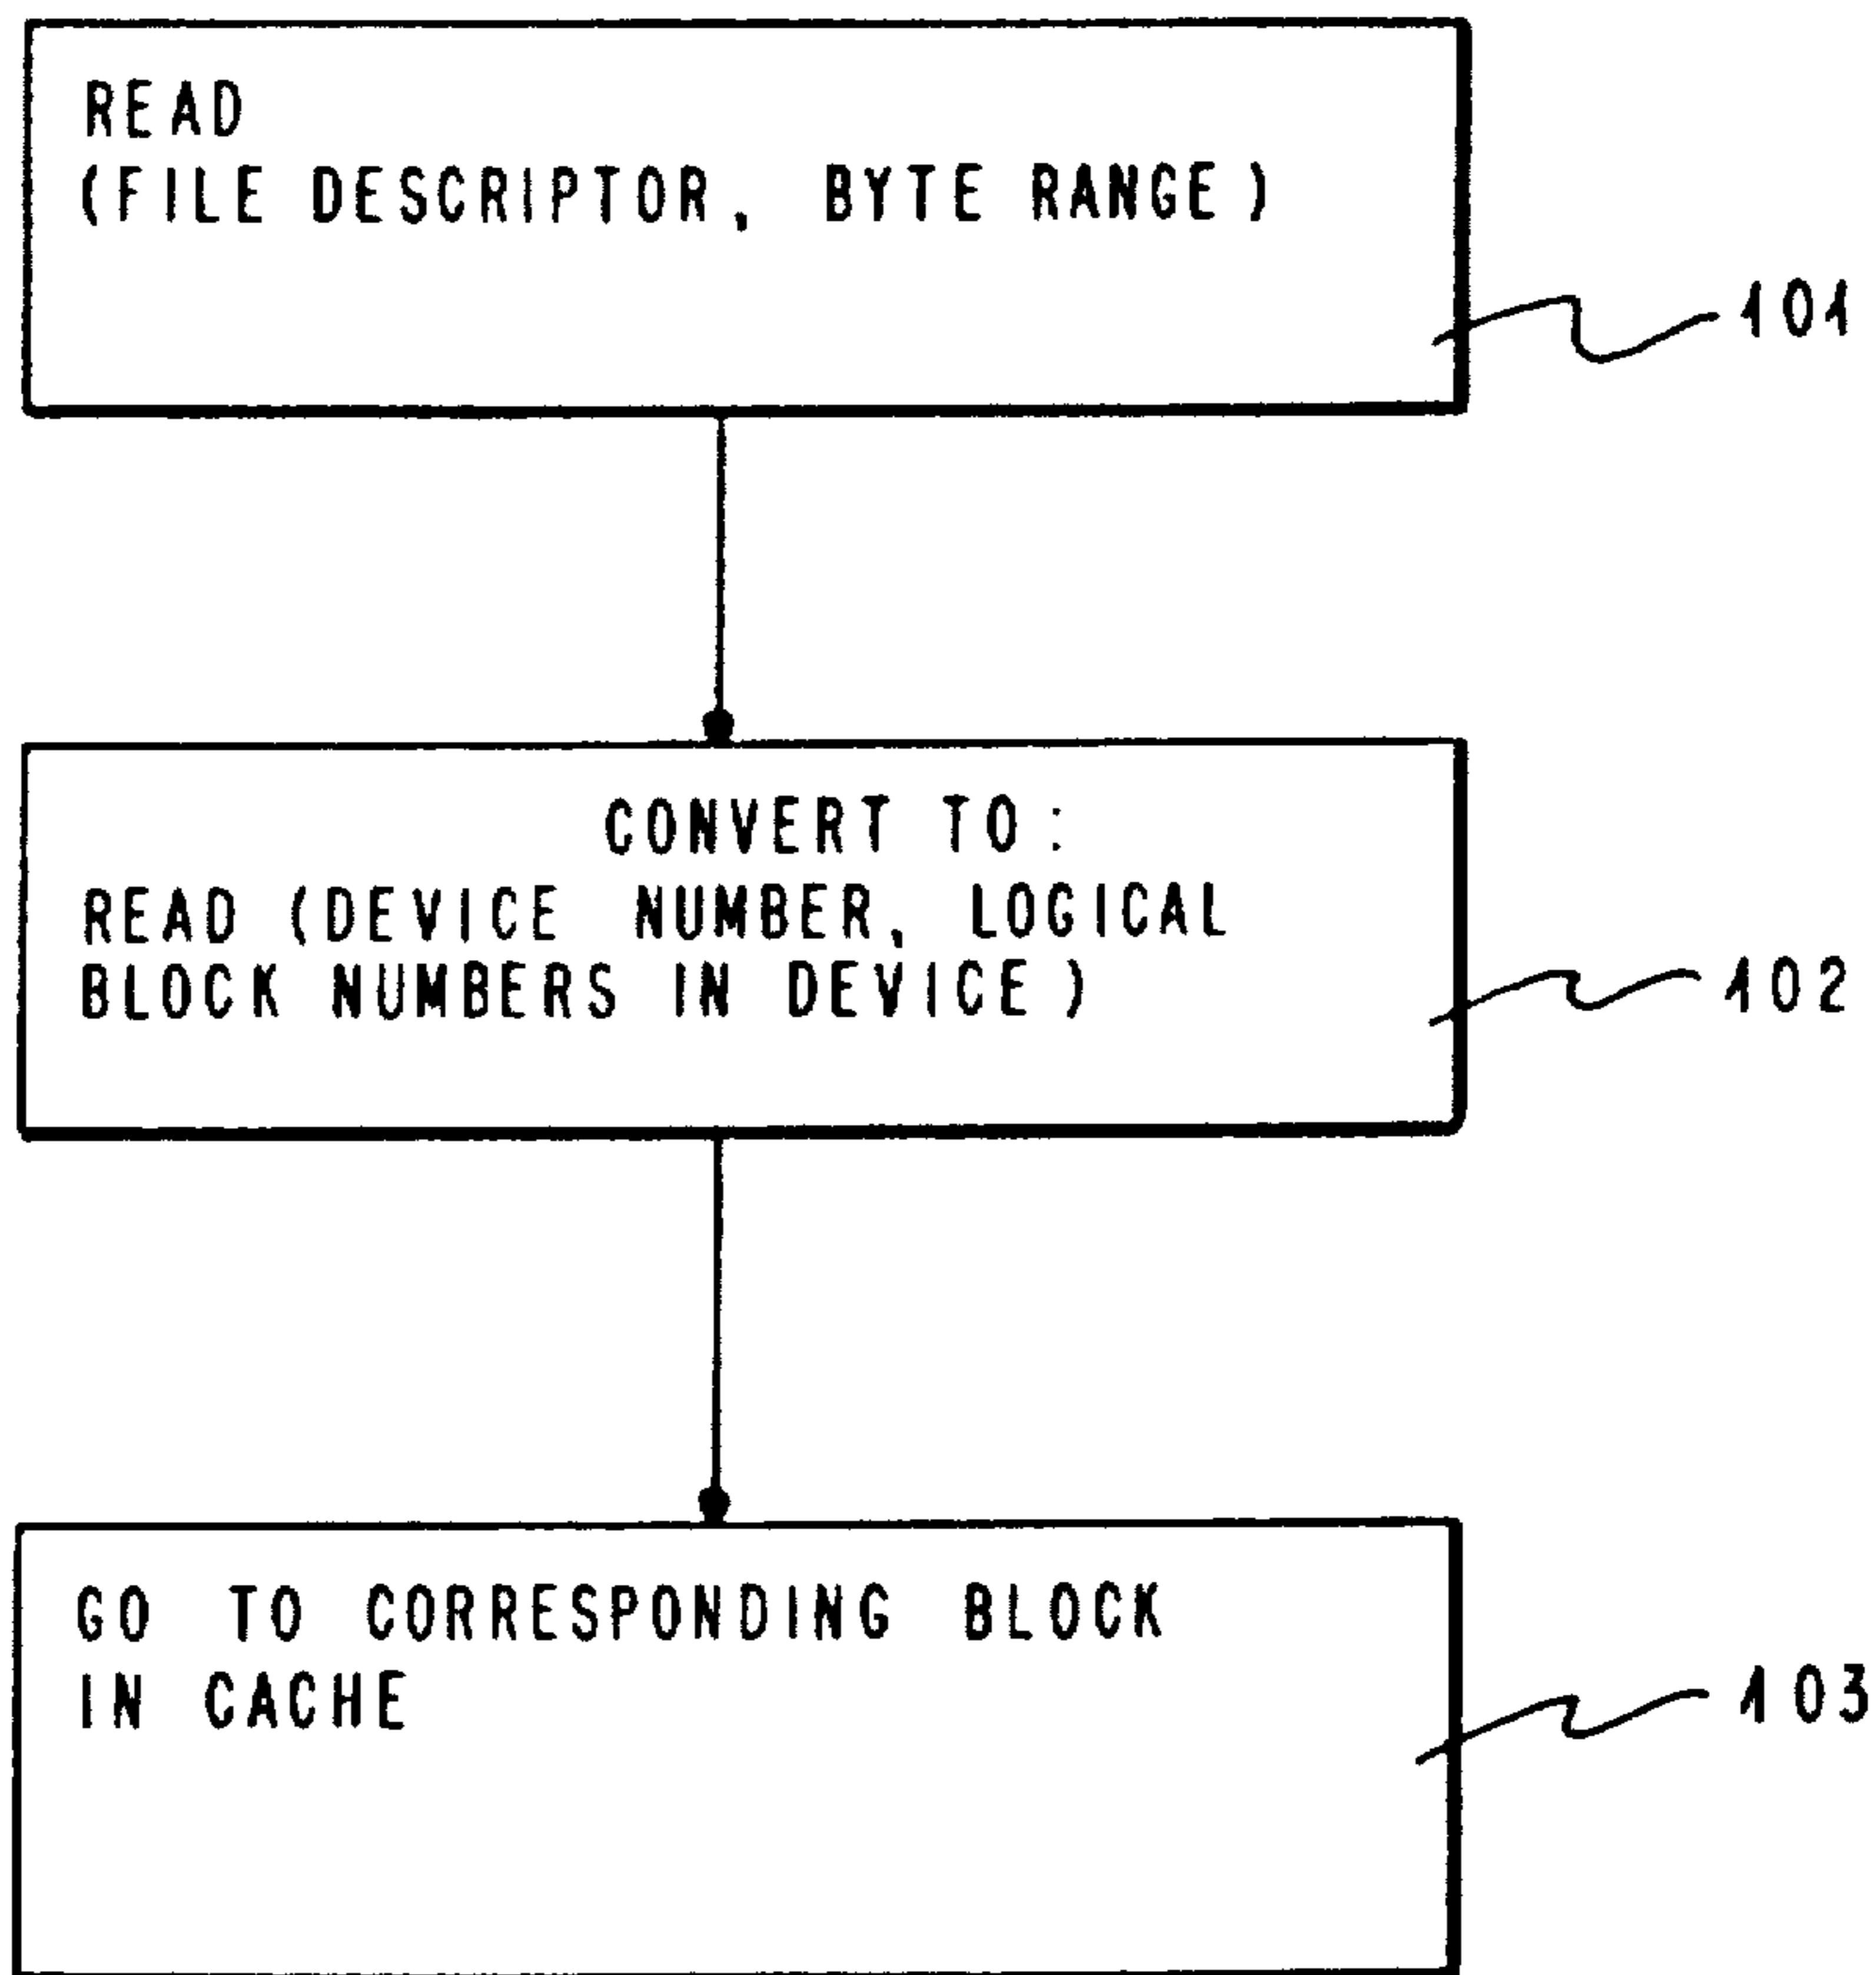 READ
(FILE DESCRIPTOR, BYTE RANGE)
101
CONVERT TO:
READ (DEVICE NUMBER, LOGICAL
BLOCK NUMBERS IN DEVICE)
102
GO TO CORRESPONDING BLOCK
IN CACHE
103